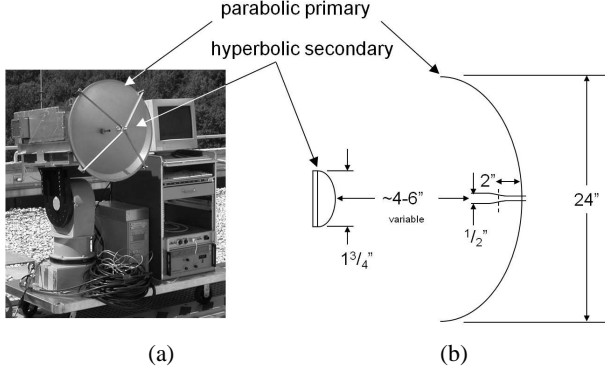 parabolic primary
hyperbolic secondary
2”
~4-6”
variable
24”
1/2”
1 3/4”
(a)
(b)